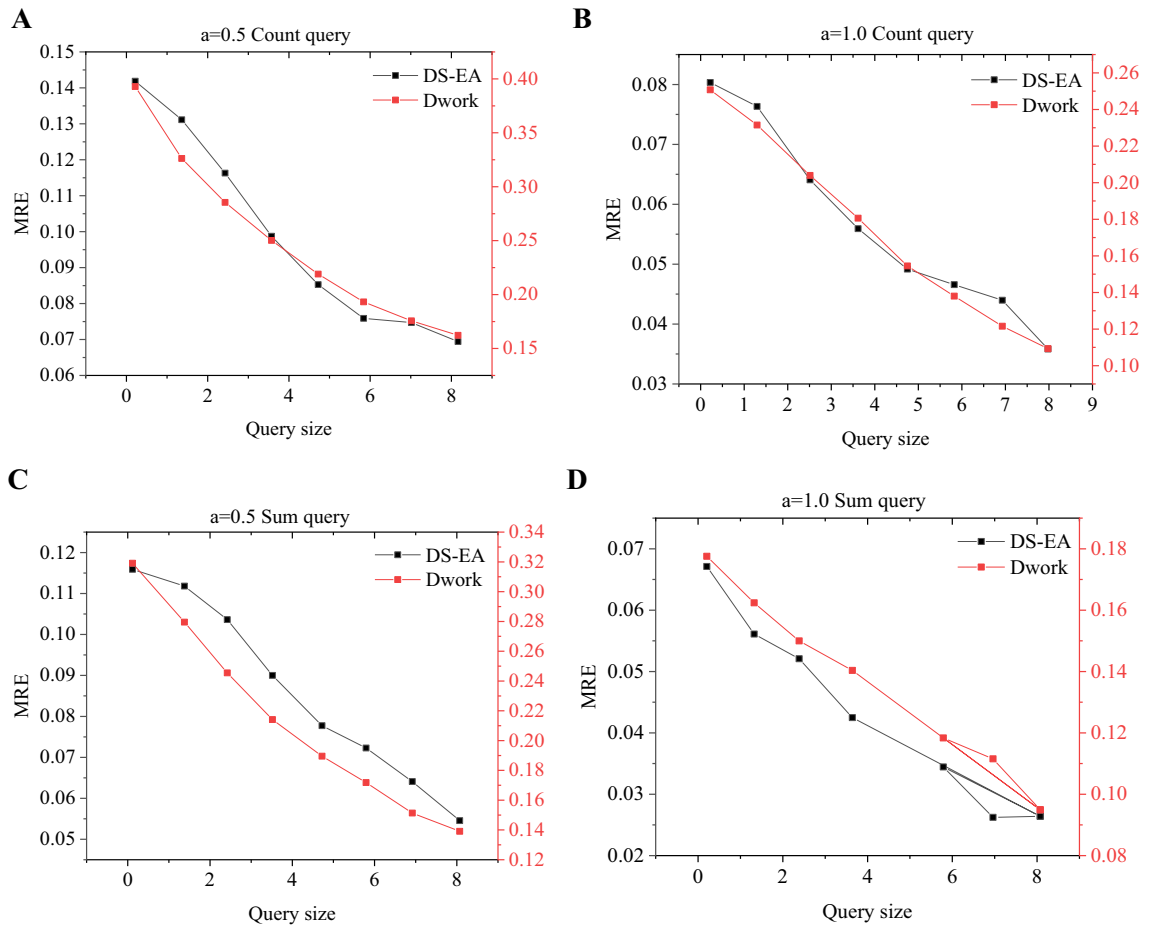 A
a=0.5 Count query
0.15
0.14
0.13
0.12
0.11
0.10
0.09
0.08
0.07
0.06
MRE
DS-EA
Dwork
0.40
0.35
0.30
0.25
0.20
0.15
0 2 4 6 8
Query size
B
a=1.0 Count query
0.08
0.07
0.06
0.05
0.04
0.03
MRE
DS-EA
Dwork
0.26
0.24
0.22
0.20
0.18
0.16
0.14
0.12
0.10
0 1 2 3 4 5 6 7 8 9
Query size
C
a=0.5 Sum query
0.12
0.11
0.10
0.09
0.08
0.07
0.06
0.05
MRE
DS-EA
Dwork
0.34
0.32
0.30
0.28
0.26
0.24
0.22
0.21
0.20
0.18
0.16
0.14
0.12
0 2 4 6 8
Query size
D
a=1.0 Sum query
0.07
0.06
0.05
0.04
0.03
0.02
MRE
DS-EA
Dwork
0.18
0.16
0.14
0.12
0.10
0.08
0 2 4 6 8
Query size